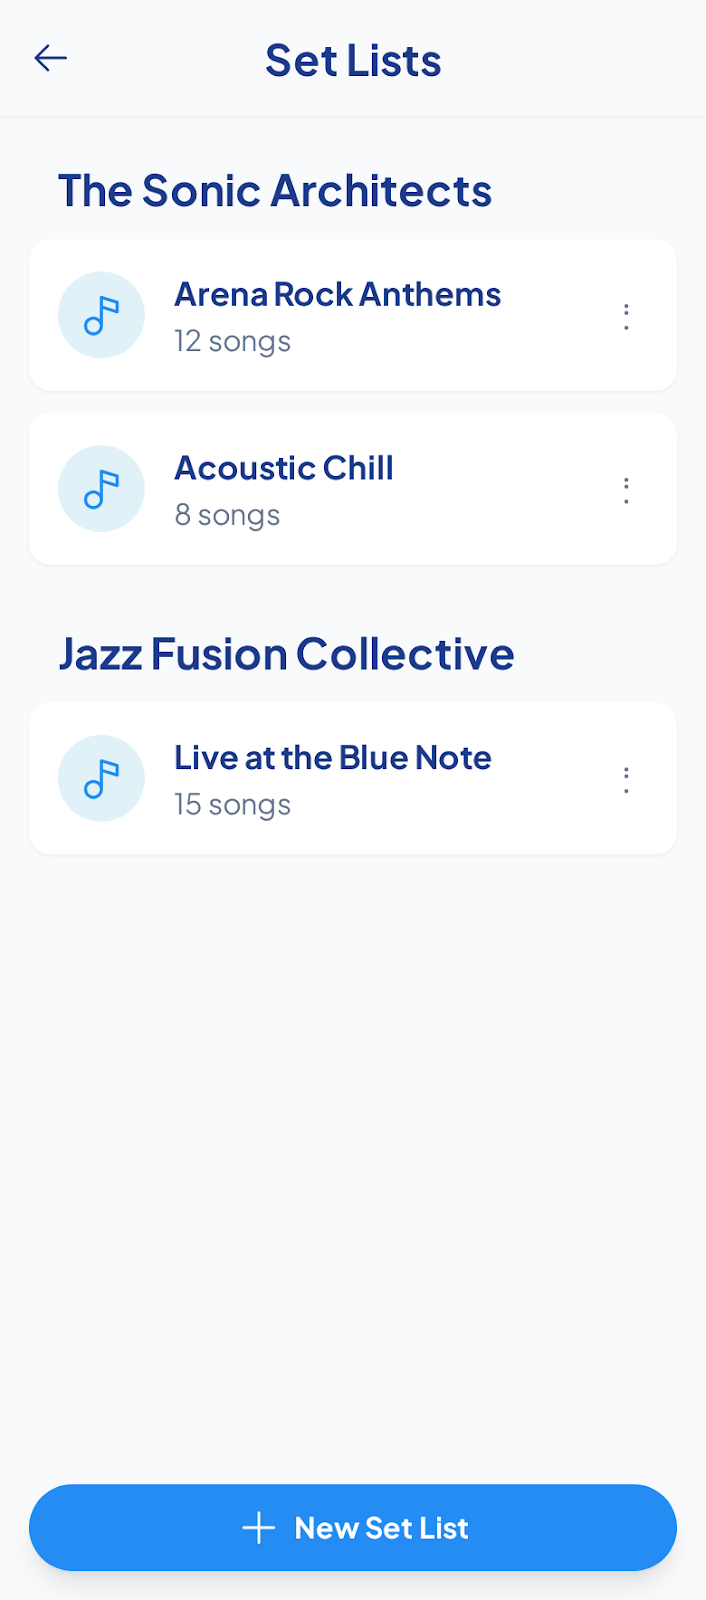 Set Lists
The Sonic Architects
Arena Rock Anthems
12 songs
Acoustic Chill
8 songs
Jazz Fusion Collective
Live at the Blue Note
15 songs
New Set List